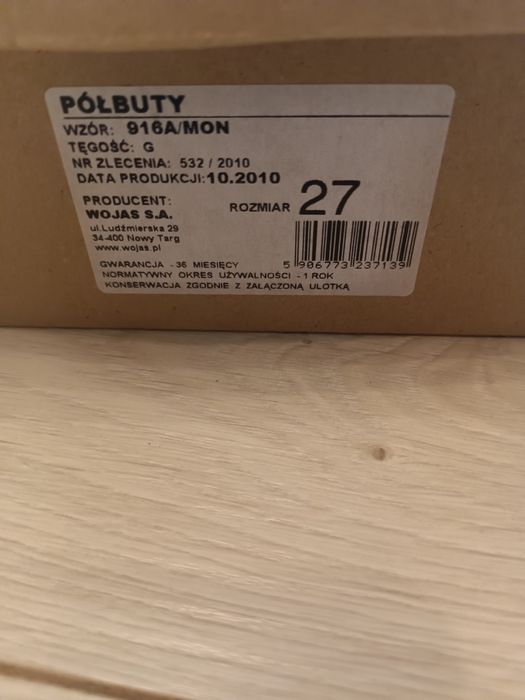 PÓŁBUTY
WZÓR: 916A/MON
TĘGOŚĆ: G
NR ZLECENIA: 532 / 2010
DATA PRODUKCJI:10.2010
PRODUCENT:
WOJAS S.A.
ROZMIAR 27
ul.Ludźmierska 29
34-400 Nowy Targ
www.wojas.pl
5 906773 237139
GWARANCJA - 36 MIESIĘCY
NORMATYWNY OKRES UŻYWALNOŚCI - 1 ROK
KONSERWACJA ZGODNIE Z ZAŁĄCZONĄ ULOTKĄ